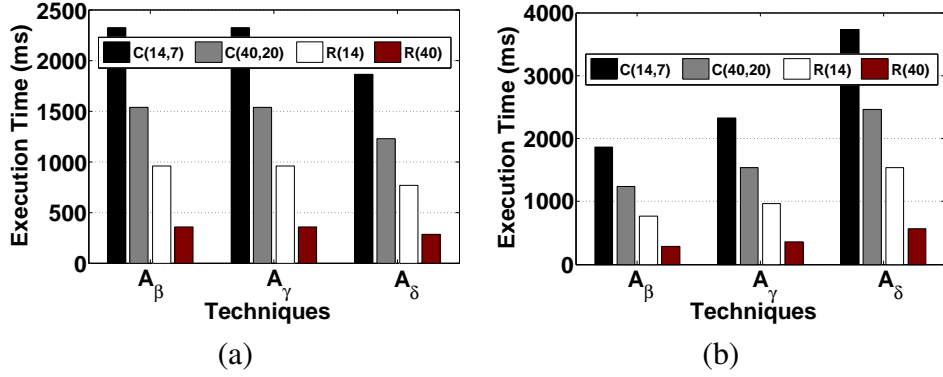 2500
2000
1500
1000
500
0
Execution Time (ms)
C(14,7) C(40,20) R(14) R(40)
Aβ Aγ Aδ
Techniques
(a)
4000
3000
2000
1000
0
Execution Time (ms)
C(14,7) C(40,20) R(14) R(40)
Aβ Aγ Aδ
Techniques
(b)